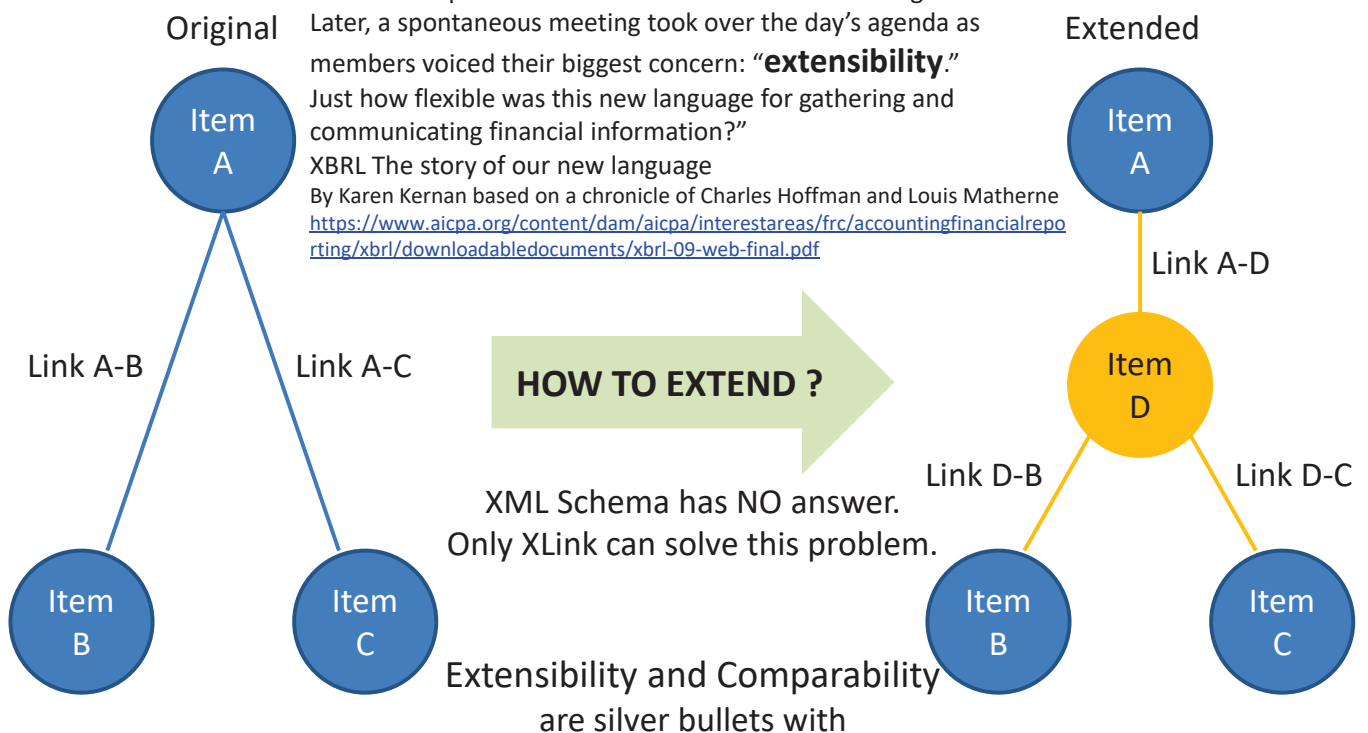 Original
Later, a spontaneous meeting took over the day’s agenda as
members voiced their biggest concern: “extensibility.”
Just how flexible was this new language for gathering and
communicating financial information?”
XBRL The story of our new language
By Karen Kernan based on a chronicle of Charles Hoffman and Louis Matherne
https://www.aicpa.org/content/dam/aicpa/interestareas/frc/accountingfinancialrepo
rting/xbrl/downloadabledocuments/xbrl-09-web-final.pdf
Extended
Item
A
Link A-B
Link A-C
Item
B
Item
C
HOW TO EXTEND ?
XML Schema has NO answer.
Only XLink can solve this problem.
Item
A
Link A-D
Item
D
Link D-B
Link D-C
Item
B
Item
C
Extensibility and Comparability
are silver bullets with